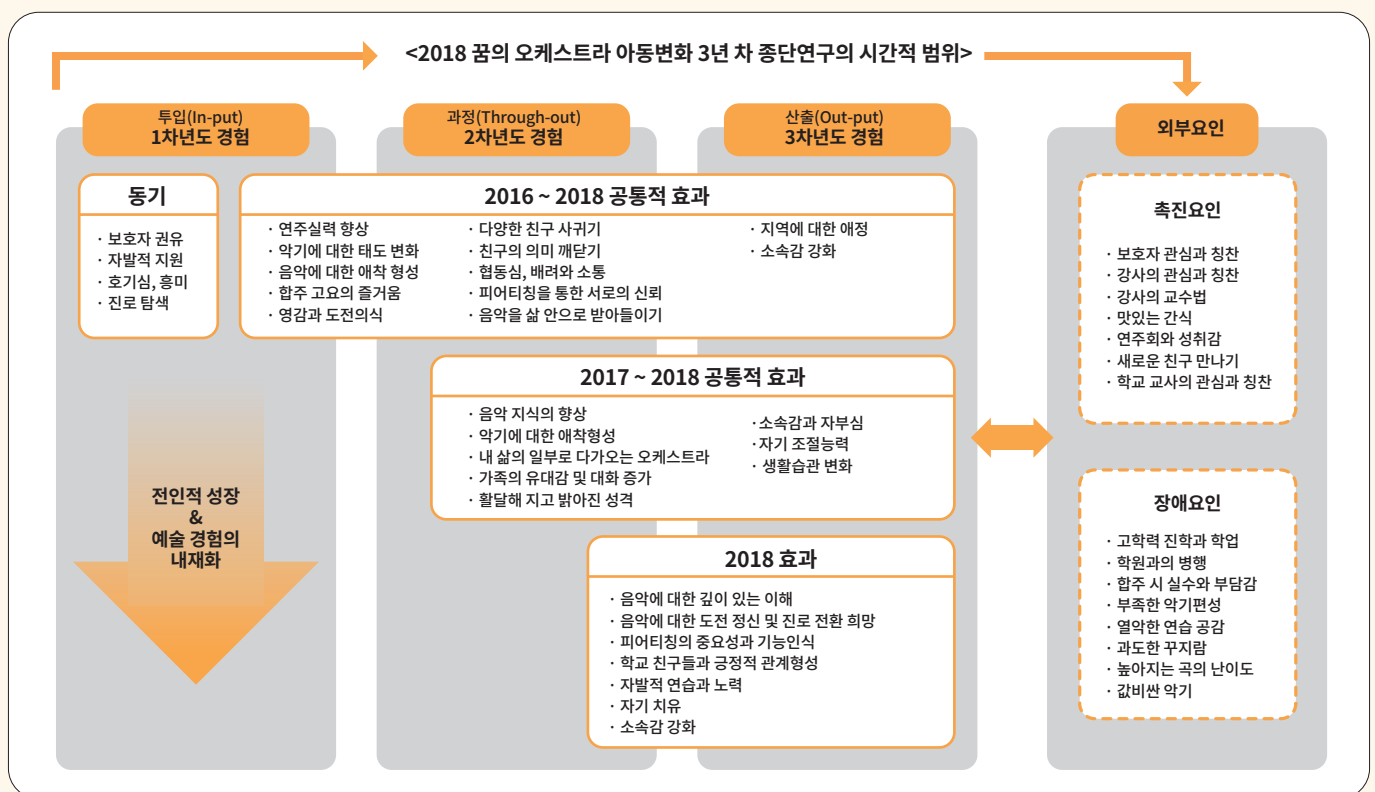 <2018 꿈의 오케스트라 아동변화 3년 차 종단연구의 시간적 범위>
투입(In-put)
1차년도 경험
과정(Through-out)
2차년도 경험
산출(Out-put)
3차년도 경험
외부요인
동기
· 보호자 권유
· 자발적 지원
· 호기심, 흥미
· 진로 탐색
2016 ~ 2018 공통적 효과
· 연주실력 향상
· 악기에 대한 태도 변화
· 음악에 대한 애착 형성
· 합주 고요의 즐거움
· 영감과 도전의식
· 다양한 친구 사귀기
· 친구의 의미 깨닫기
· 협동심, 배려와 소통
· 피어티칭을 통한 서로의 신뢰
· 음악을 삶 안으로 받아들이기
· 지역에 대한 애정
· 소속감 강화
2017 ~ 2018 공통적 효과
· 음악 지식의 향상
· 악기에 대한 애착형성
· 내 삶의 일부로 다가오는 오케스트라
· 가족의 유대감 및 대화 증가
· 활달해 지고 밝아진 성격
·소속감과 자부심
·자기 조절능력
· 생활습관 변화
2018 효과
· 음악에 대한 깊이 있는 이해
· 음악에 대한 도전 정신 및 진로 전환 희망
· 피어티칭의 중요성과 기능인식
· 학교 친구들과 긍정적 관계형성
· 자발적 연습과 노력
· 자기 치유
· 소속감 강화
전인적 성장
&
예술 경험의
내재화
촉진요인
· 보호자 관심과 칭찬
· 강사의 관심과 칭찬
· 강사의 교수법
· 맛있는 간식
· 연주회와 성취감
· 새로운 친구 만나기
· 학교 교사의 관심과 칭찬
장애요인
· 고학력 진학과 학업
· 학원과의 병행
· 합주 시 실수와 부담감
· 부족한 악기편성
· 열악한 연습 공감
· 과도한 꾸지람
· 높아지는 곡의 난이도
· 값비싼 악기